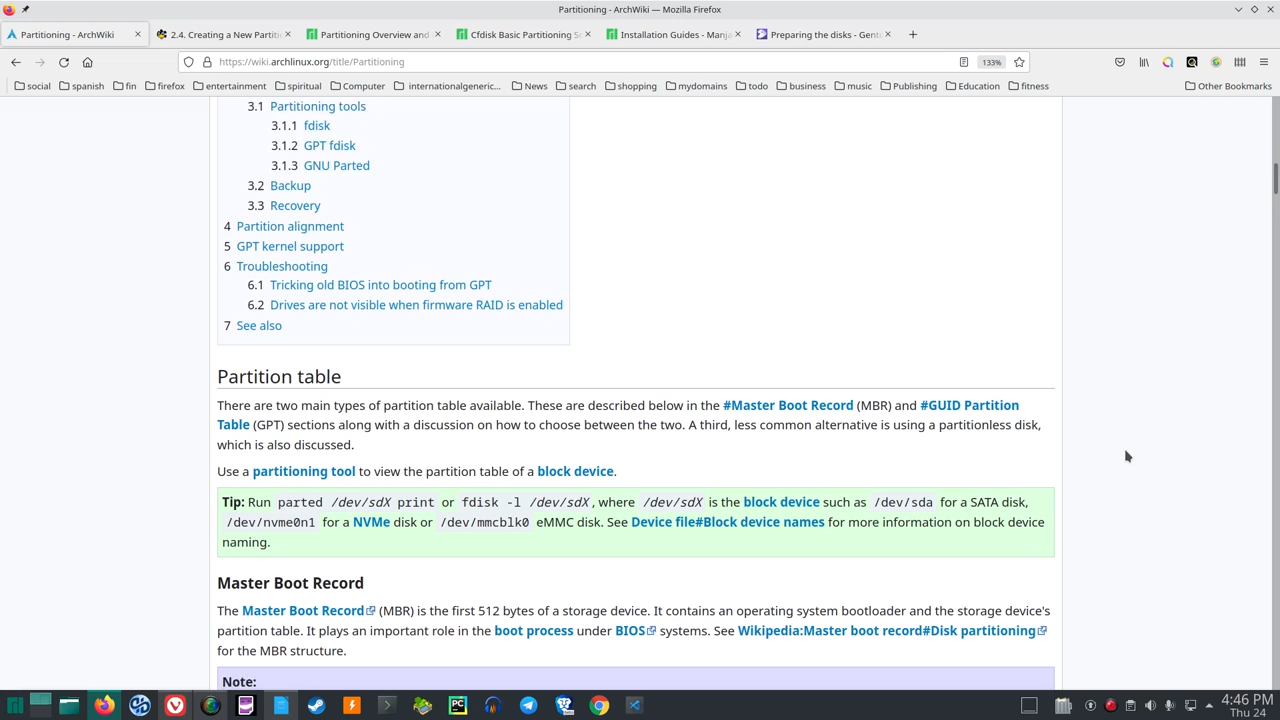 Partitioning - ArchWiki — Mozilla Firefox
Partitioning - ArchWiki
2.4. Creating a New Partiti
Partitioning Overview and
Cfdisk Basic Partitioning
Installation Guides - Manja
Preparing the disks - Gent
https://wiki.archlinux.org/title/Partitioning
133%
social
spanish
fin
firefox
entertainment
spiritual
Computer
internationalgeneric...
News
search
shopping
mydomains
todo
business
music
Publishing
Education
fitness
Other Bookmarks
3.1 Partitioning tools
3.1.1 fdisk
3.1.2 GPT fdisk
3.1.3 GNU Parted
3.2 Backup
3.3 Recovery
4 Partition alignment
5 GPT kernel support
6 Troubleshooting
6.1 Tricking old BIOS into booting from GPT
6.2 Drives are not visible when firmware RAID is enabled
7 See also
Partition table
There are two main types of partition table available. These are described below in the #Master Boot Record (MBR) and #GUID Partition
Table (GPT) sections along with a discussion on how to choose between the two. A third, less common alternative is using a partitionless disk,
which is also discussed.
Use a partitioning tool to view the partition table of a block device.
Tip: Run parted /dev/sdX print or fdisk -l /dev/sdX, where /dev/sdX is the block device such as /dev/sda for a SATA disk,
/dev/nvme0n1 for a NVMe disk or /dev/mmcblk0 eMMC disk. See Device file#Block device names for more information on block device
naming.
Master Boot Record
The Master Boot Record (MBR) is the first 512 bytes of a storage device. It contains an operating system bootloader and the storage device's
partition table. It plays an important role in the boot process under BIOS systems. See Wikipedia:Master boot record#Disk partitioning
for the MBR structure.
Note:
PC
4:46 PM
Thu 24